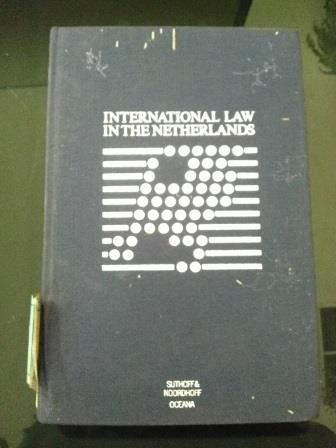 INTERNATIONAL LAW
IN THE NETHERLANDS
SIJTHOFF &
NOORDHOFF
OCEANA